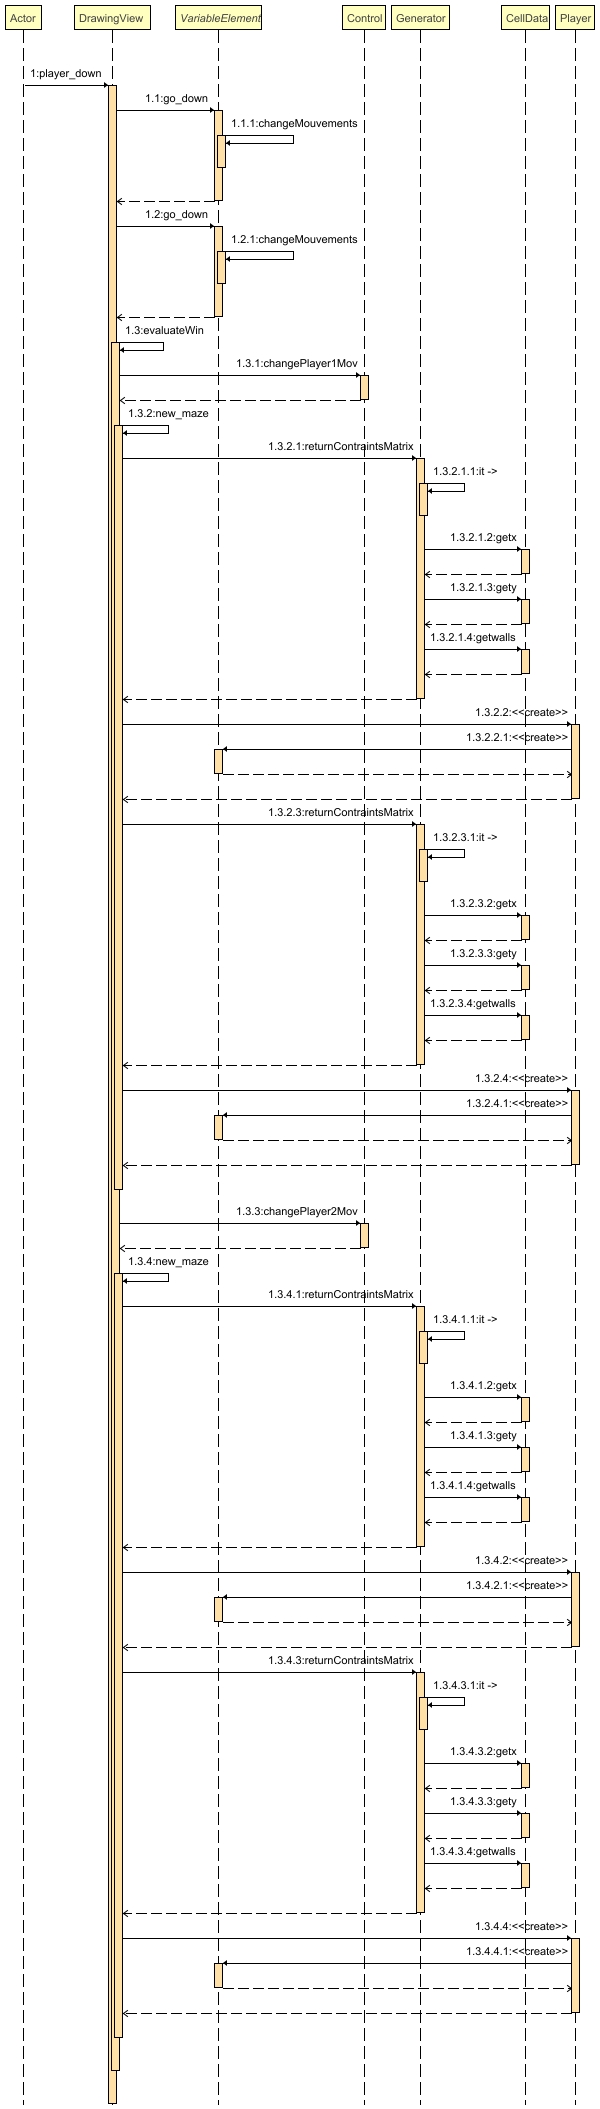 Actor
DrawingView
VariableElement
Control
Generator
CellData
Player
1:player_down
1.1:go_down
1.1.1:changeMouvements
1.2:go_down
1.2.1:changeMouvements
1.3:evaluateWin
1.3.1:changePlayer1Mov
1.3.2:new_maze
1.3.2.1:returnContraintsMatrix
1.3.2.1.1:it ->
1.3.2.1.2:getx
1.3.2.1.3:gety
1.3.2.1.4:getwalls
1.3.2.2:<<create>>
1.3.2.2.1:<<create>>
1.3.2.3:returnContraintsMatrix
1.3.2.3.1:it ->
1.3.2.3.2:getx
1.3.2.3.3:gety
1.3.2.3.4:getwalls
1.3.2.4:<<create>>
1.3.2.4.1:<<create>>
1.3.3:changePlayer2Mov
1.3.4:new_maze
1.3.4.1:returnContraintsMatrix
1.3.4.1.1:it ->
1.3.4.1.2:getx
1.3.4.1.3:gety
1.3.4.1.4:getwalls
1.3.4.2:<<create>>
1.3.4.2.1:<<create>>
1.3.4.3:returnContraintsMatrix
1.3.4.3.1:it ->
1.3.4.3.2:getx
1.3.4.3.3:gety
1.3.4.3.4:getwalls
1.3.4.4:<<create>>
1.3.4.4.1:<<create>>